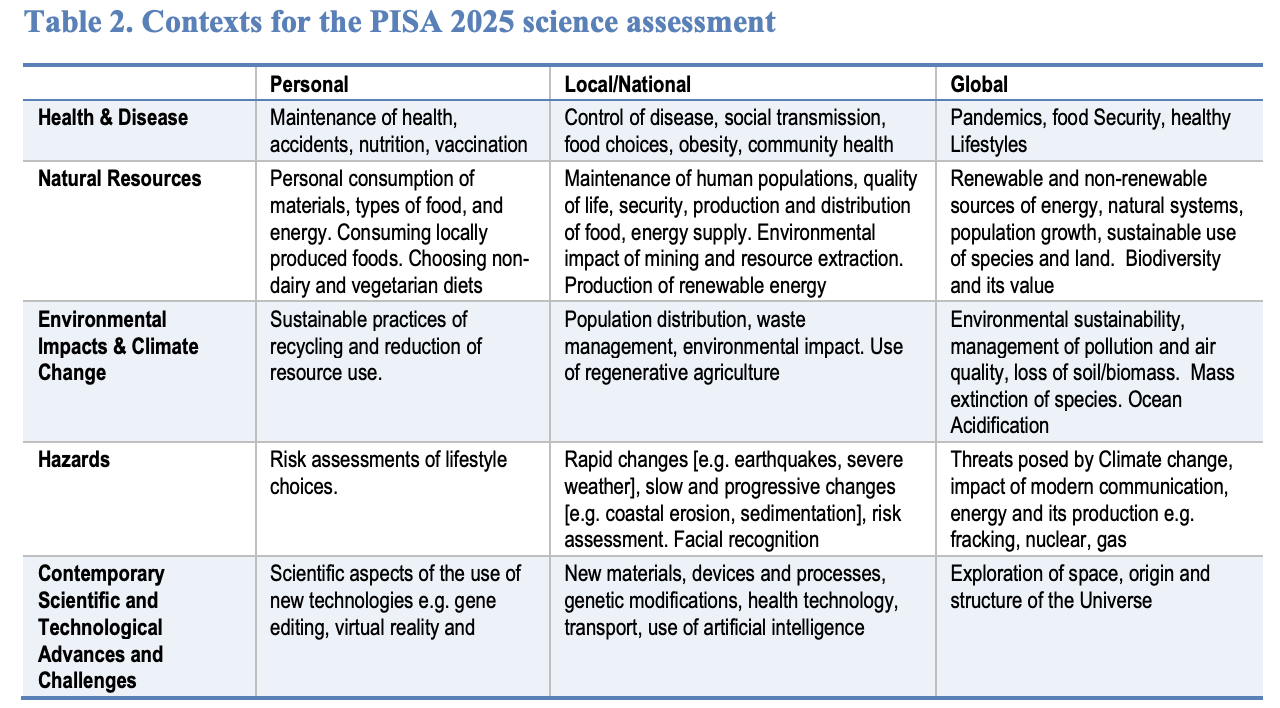 Table 2. Contexts for the PISA 2025 science assessment
Personal
Local/National
Global
Health & Disease
Maintenance of health,
accidents, nutrition, vaccination
Control of disease, social transmission,
food choices, obesity, community health
Pandemics, food Security, healthy
Lifestyles
Natural Resources
Personal consumption of
materials, types of food, and
energy. Consuming locally
produced foods. Choosing non-
dairy and vegetarian diets
Maintenance of human populations, quality
of life, security, production and distribution
of food, energy supply. Environmental
impact of mining and resource extraction.
Production of renewable energy
Renewable and non-renewable
sources of energy, natural systems,
population growth, sustainable use
of species and land.  Biodiversity
and its value
Environmental
Impacts & Climate
Change
Sustainable practices of
recycling and reduction of
resource use.
Population distribution, waste
management, environmental impact. Use
of regenerative agriculture
Environmental sustainability,
management of pollution and air
quality, loss of soil/biomass.  Mass
extinction of species. Ocean
Acidification
Hazards
Risk assessments of lifestyle
choices.
Rapid changes [e.g. earthquakes, severe
weather], slow and progressive changes
[e.g. coastal erosion, sedimentation], risk
assessment. Facial recognition
Threats posed by Climate change,
impact of modern communication,
energy and its production e.g.
fracking, nuclear, gas
Contemporary
Scientific and
Technological
Advances and
Challenges
Scientific aspects of the use of
new technologies e.g. gene
editing, virtual reality and
New materials, devices and processes,
genetic modifications, health technology,
transport, use of artificial intelligence
Exploration of space, origin and
structure of the Universe